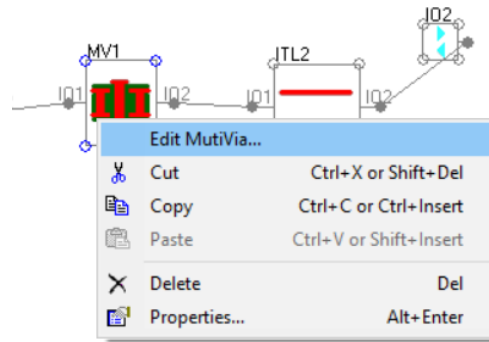 IO2
MV1
ITL2
IO1
IO2
IO1
IO2
Edit MutiVia...
Cut Ctrl+X or Shift+Del
Copy Ctrl+C or Ctrl+Insert
Paste Ctrl+V or Shift+Insert
Delete Del
Properties... Alt+Enter